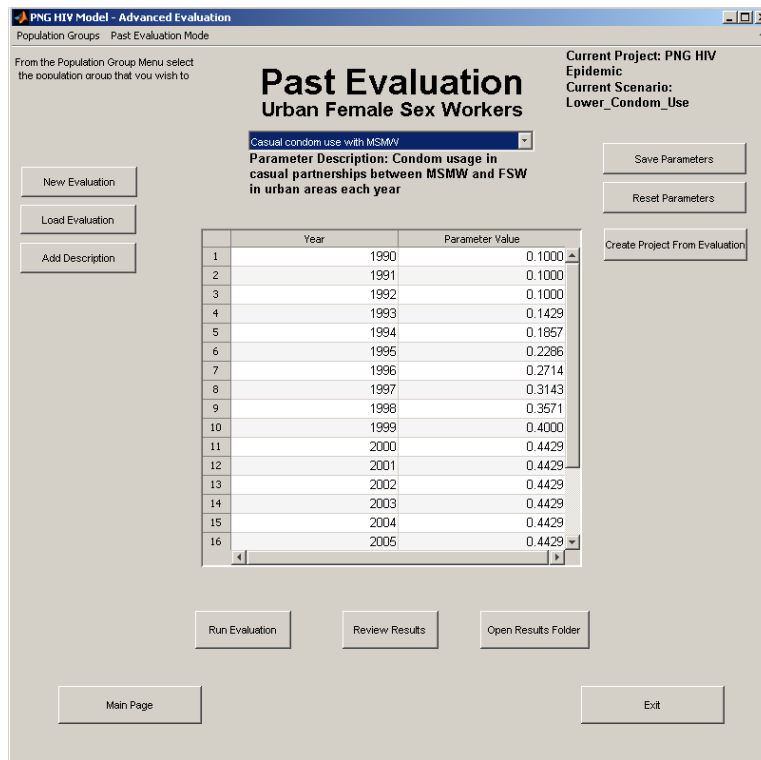 PNG HIV Model - Advanced Evaluation
Population Groups Past Evaluation Mode
From the Population Group Menu select
the population group that you wish to
Past Evaluation
Urban Female Sex Workers
Current Project: PNG HIV
Epidemic
Current Scenario:
Lower_Condom_Use
Casual condom use with MSMW
Parameter Description: Condom usage in
casual partnerships between MSMW and FSW
in urban areas each year
New Evaluation
Load Evaluation
Add Description
Save Parameters
Reset Parameters
Create Project From Evaluation
Year Parameter Value
1 1990 0.1000
2 1991 0.1000
3 1992 0.1000
4 1993 0.1429
5 1994 0.1857
6 1995 0.2286
7 1996 0.2714
8 1997 0.3143
9 1998 0.3571
10 1999 0.4000
11 2000 0.4429
12 2001 0.4429
13 2002 0.4429
14 2003 0.4429
15 2004 0.4429
16 2005 0.4429
Run Evaluation Review Results Open Results Folder
Main Page Exit